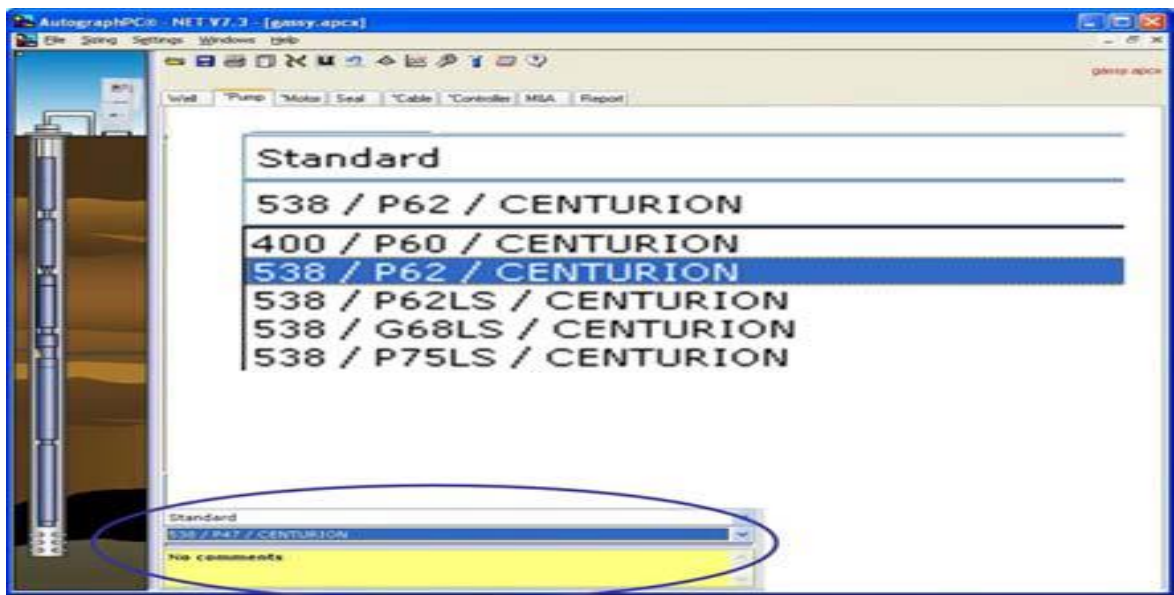 AutographPC® - .NET V7.3 - [gassy.apcx]
File Sizing Settings Windows Help
gassy.apcx
Well *Pump *Motor Seal *Cable *Controller M&A Report
Standard
538 / P62 / CENTURION
400 / P60 / CENTURION
538 / P62 / CENTURION
538 / P62LS / CENTURION
538 / G68LS / CENTURION
538 / P75LS / CENTURION
Standard
538 / P47 / CENTURION
No comments